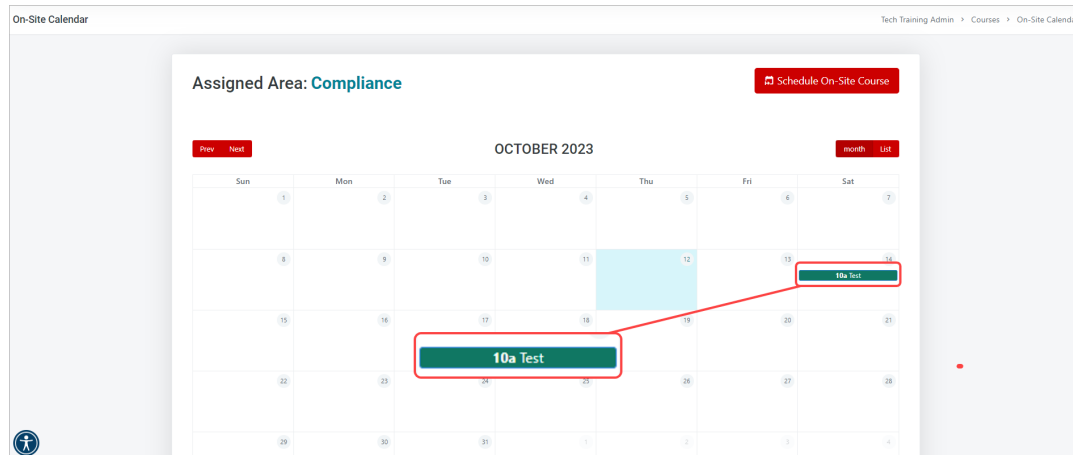 On-Site Calendar
Tech Training Admin > Courses > On-Site Calenda
Assigned Area: Compliance
Schedule On-Site Course
Prev Next
OCTOBER 2023
month List
Sun Mon Tue Wed Thu Fri Sat
1 2 3 4 5 6 7
8 9 10 11 12 13 14
10a Test
15 16 17 18 19 20 21
10a Test
22 23 24 25 26 27 28
29 30 31 1 2 3 4